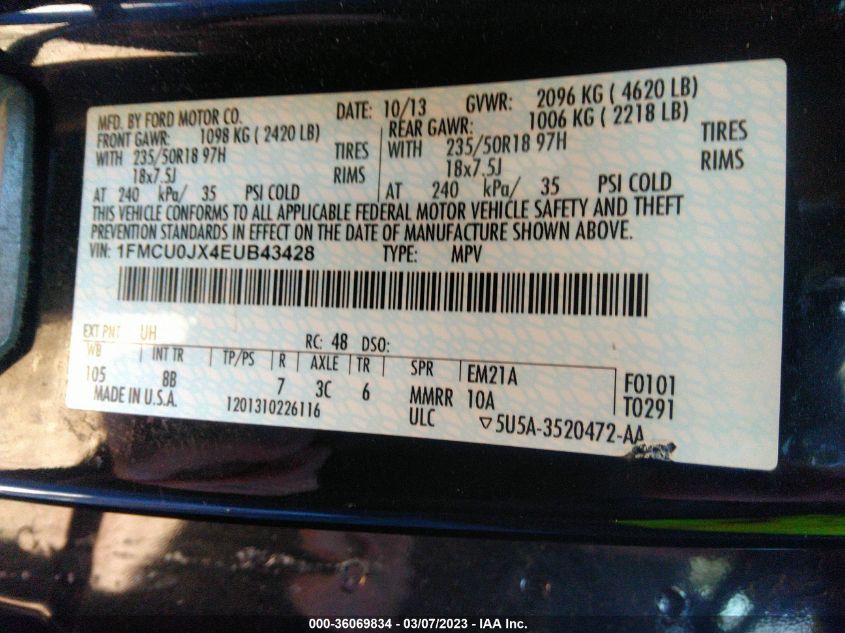 MFD. BY FORD MOTOR CO. DATE: 10/13 GVWR: 2096 KG ( 4620 LB)
FRONT GAWR: 1098 KG ( 2420 LB) REAR GAWR: 1006 KG ( 2218 LB)
WITH 235/50R18 97H TIRES WITH 235/50R18 97H TIRES
18x7.5J RIMS 18x7.5J RIMS
AT 240 kPa/ 35 PSI COLD AT 240 kPa/ 35 PSI COLD
THIS VEHICLE CONFORMS TO ALL APPLICABLE FEDERAL MOTOR VEHICLE SAFETY AND THEFT
PREVENTION STANDARDS IN EFFECT ON THE DATE OF MANUFACTURE SHOWN ABOVE.
VIN: 1FMCU0JX4EUB43428 TYPE: MPV
EXT PNT UH RC: 48 DSO:
WB INT TR TP/PS R AXLE TR SPR EM21A F0101
105 8B 7 3C 6 MMRR 10A T0291
MADE IN U.S.A. 1201310226116 ULC ▽5U5A-3520472-AA
000-36069834 - 03/07/2023 - IAA Inc.